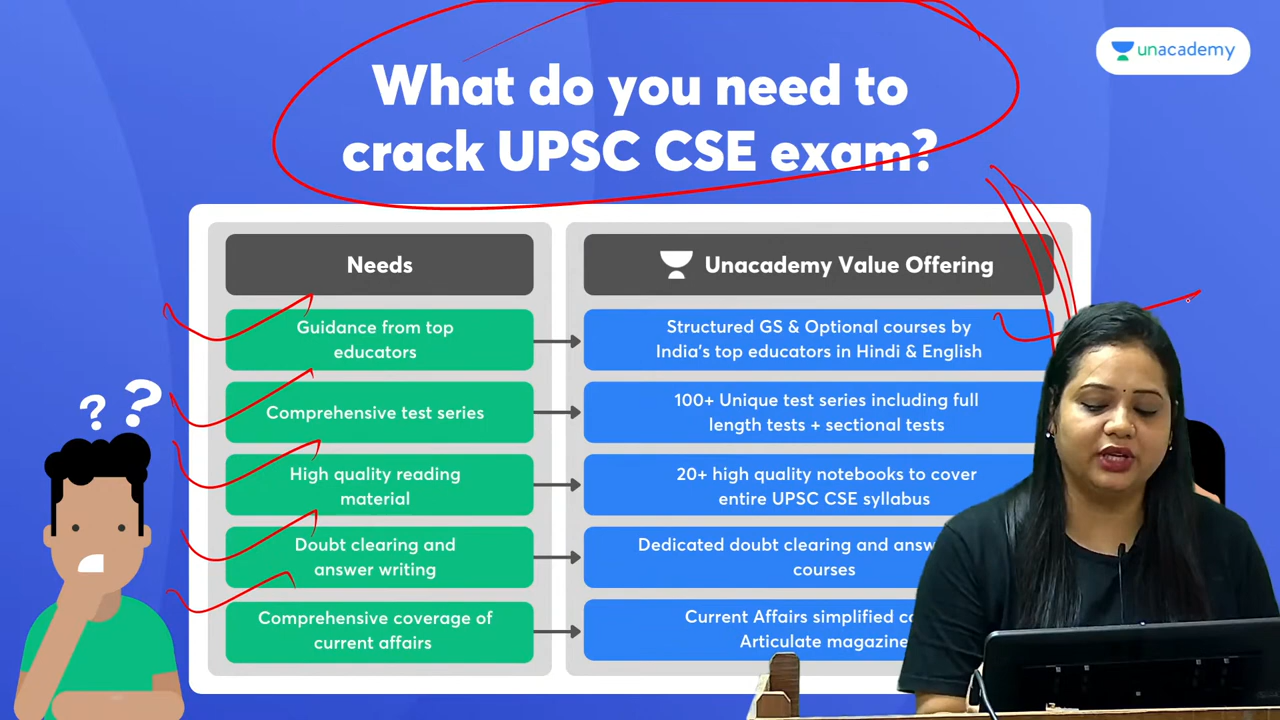 unacademy
What do you need to
crack UPSC CSE exam?
Needs
Unacademy Value Offering
Guidance from top
educators
Structured GS & Optional courses by
India's top educators in Hindi & English
Comprehensive test series
100+ Unique test series including full
length tests + sectional tests
High quality reading
material
20+ high quality notebooks to cover
entire UPSC CSE syllabus
Doubt clearing and
answer writing
Dedicated doubt clearing and
courses
Comprehensive coverage of
current affairs
Current Affairs simplified
Articulate magazine
? ?